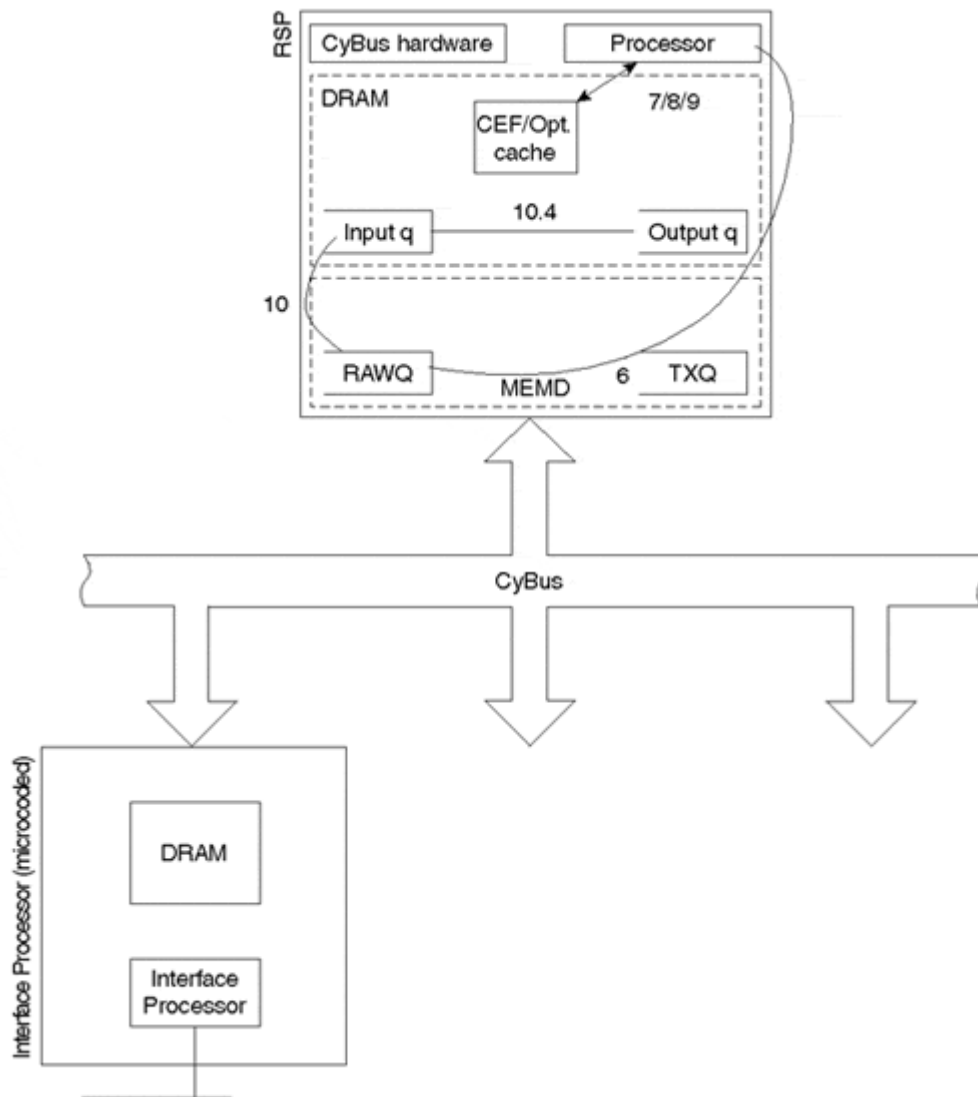 RSP
CyBus hardware
Processor
DRAM
7/8/9
CEF/Opt.
cache
10.4
Input q
Output q
10
RAWQ
6
TXQ
MEMD
CyBus
Interface Processor (microcoded)
DRAM
Interface
Processor